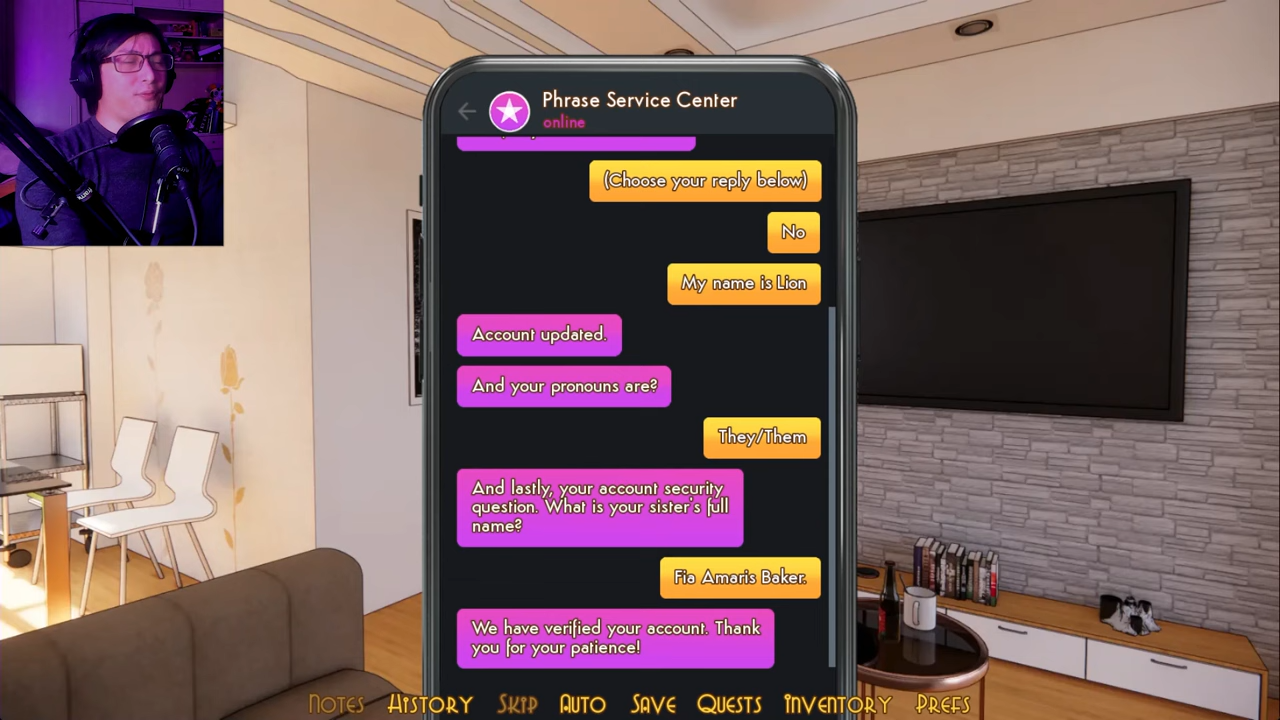 Phrase Service Center
online
(Choose your reply below)
No
My name is Lion
Account updated.
And your pronouns are?
They/Them
And lastly, your account security
question. What is your sister's full
name?
Fia Amaris Baker.
We have verified your account. Thank
you for your patience!
Notes History Skip Auto Save Quests Inventory Prefs